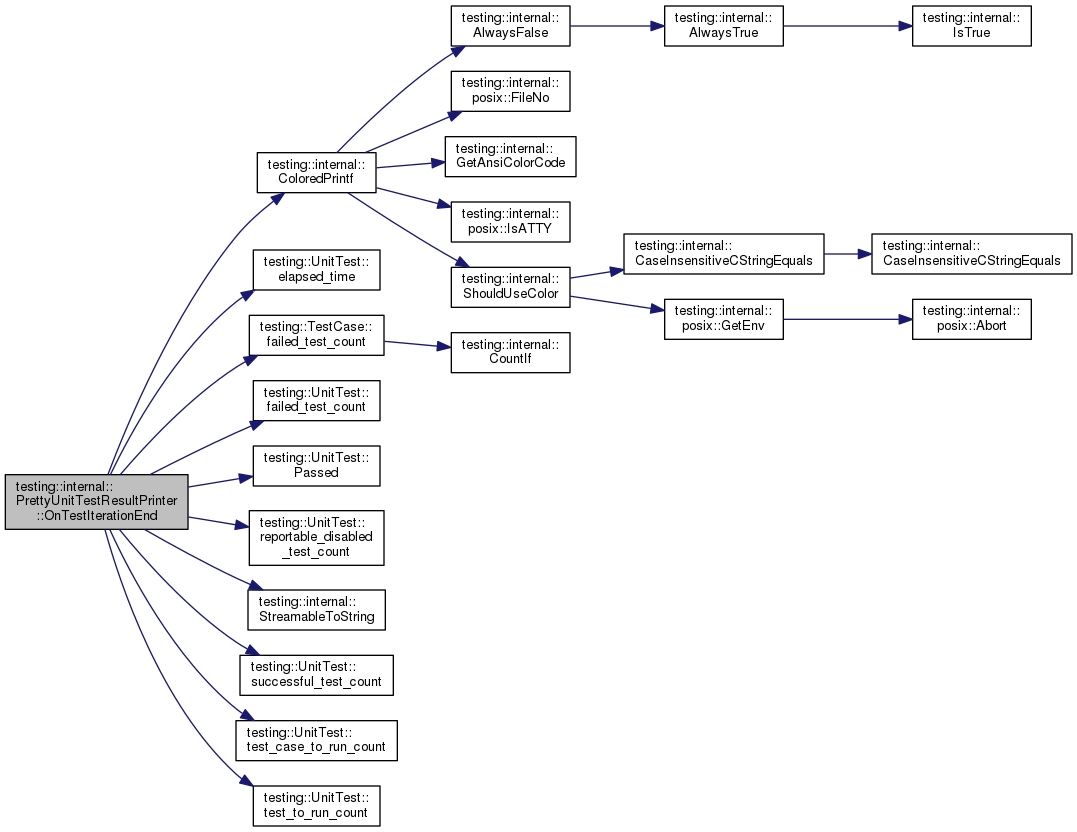 testing::internal::
AlwaysFalse
testing::internal::
AlwaysTrue
testing::internal::
IsTrue
testing::internal::
posix::FileNo
testing::internal::
GetAnsiColorCode
testing::internal::
ColoredPrintf
testing::internal::
posix::IsATTY
testing::internal::
CaseInsensitiveCStringEquals
testing::internal::
CaseInsensitiveCStringEquals
testing::UnitTest::
elapsed_time
testing::internal::
ShouldUseColor
testing::internal::
posix::GetEnv
testing::internal::
posix::Abort
testing::TestCase::
failed_test_count
testing::internal::
CountIf
testing::UnitTest::
failed_test_count
testing::UnitTest::
Passed
testing::internal::
PrettyUnitTestResultPrinter
::OnTestIterationEnd
testing::UnitTest::
reportable_disabled
_test_count
testing::internal::
StreamableToString
testing::UnitTest::
successful_test_count
testing::UnitTest::
test_case_to_run_count
testing::UnitTest::
test_to_run_count